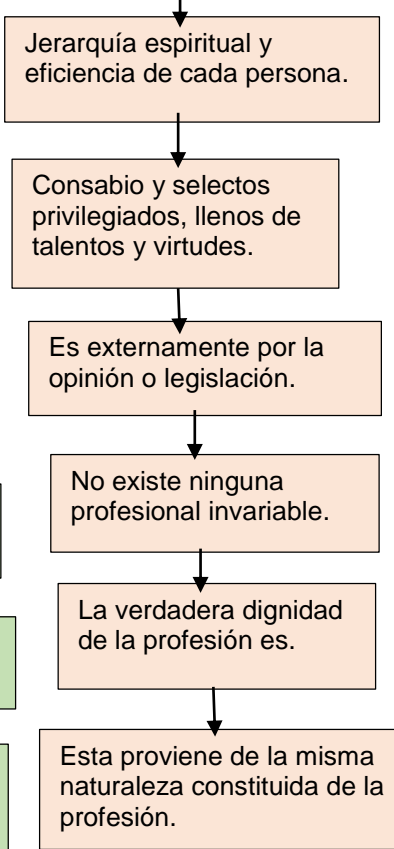 Jerarquía espiritual y
eficiencia de cada persona.
Consabio y selectos
privilegiados, llenos de
talentos y virtudes.
Es externamente por la
opinión o legislación.
No existe ninguna
profesional invariable.
La verdadera dignidad
de la profesión es.
Esta proviene de la misma
naturaleza constituida de la
profesión.